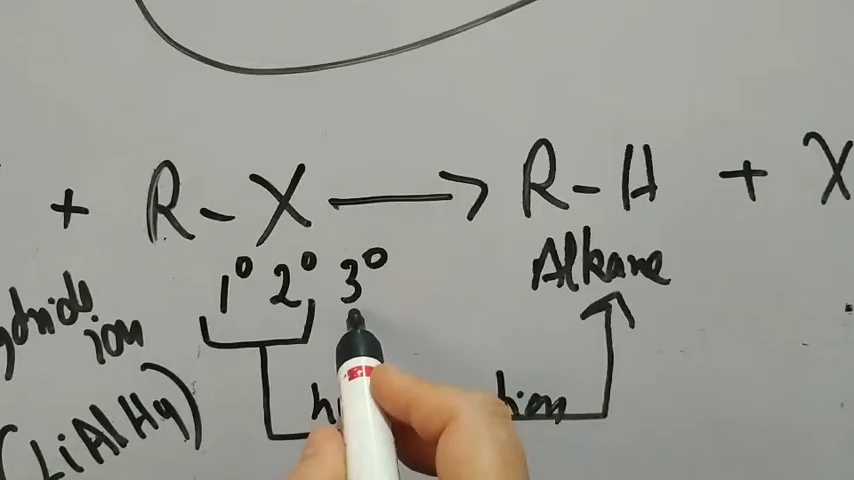 + R - X → R - H + X
1° 2° 3° Alkane
ion
(LiAlH4)